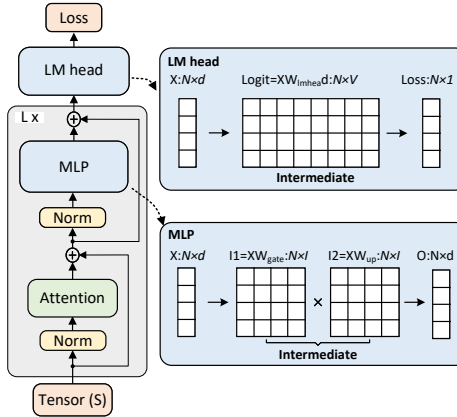 Loss
LM head
L x
MLP
Norm
Attention
Norm
Tensor (S)
LM head
X:N×d
Logit=XWlmhead:N×V
Loss:N×1
Intermediate
MLP
X:N×d
I1=XWgate:N×I
I2=XWup:N×I
O:N×d
×
Intermediate